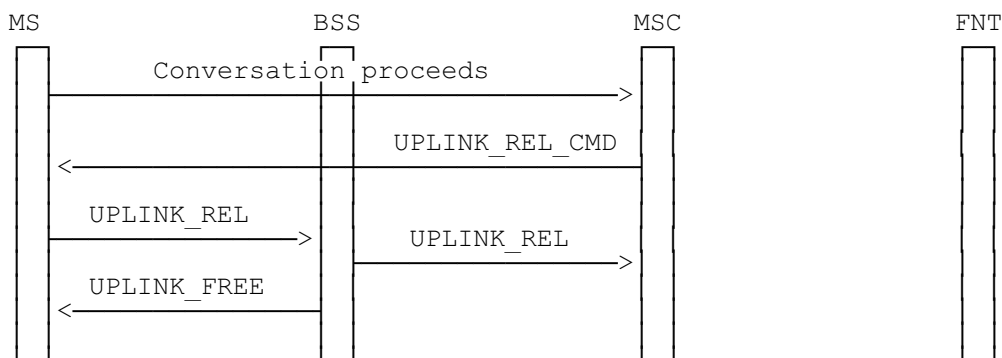 MS BSS MSC FNT
Conversation proceeds
UPLINK_REL_CMD
UPLINK_REL
UPLINK_REL
UPLINK_FREE